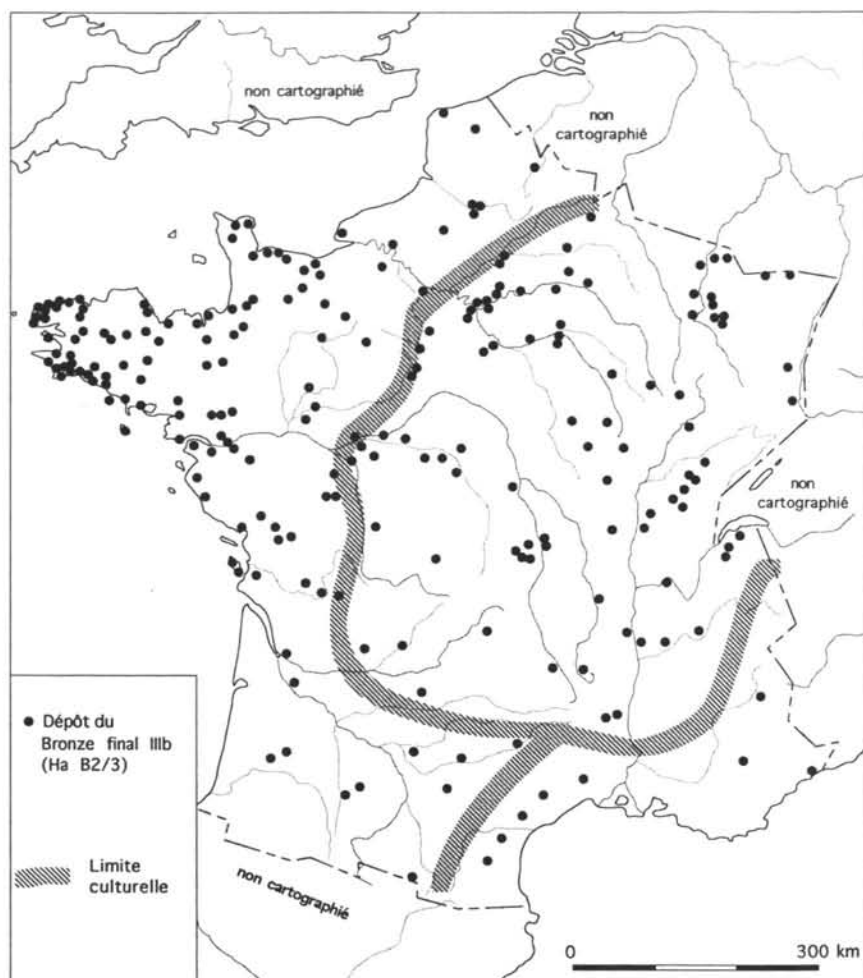 non cartographié
non
cartographié
non
cartographié
Dépôt du
Bronze final IIIb
(Ha B2/3)
Limite
culturelle
non cartographié
0 300 km